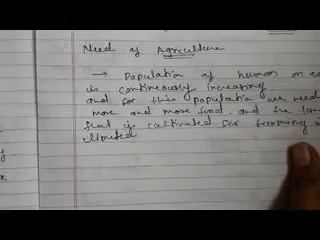 Need of Agriculture
→ Population of human on
is continueously increasing
and for this population we need
more and more food, and the
that is cultivated for farming
limited